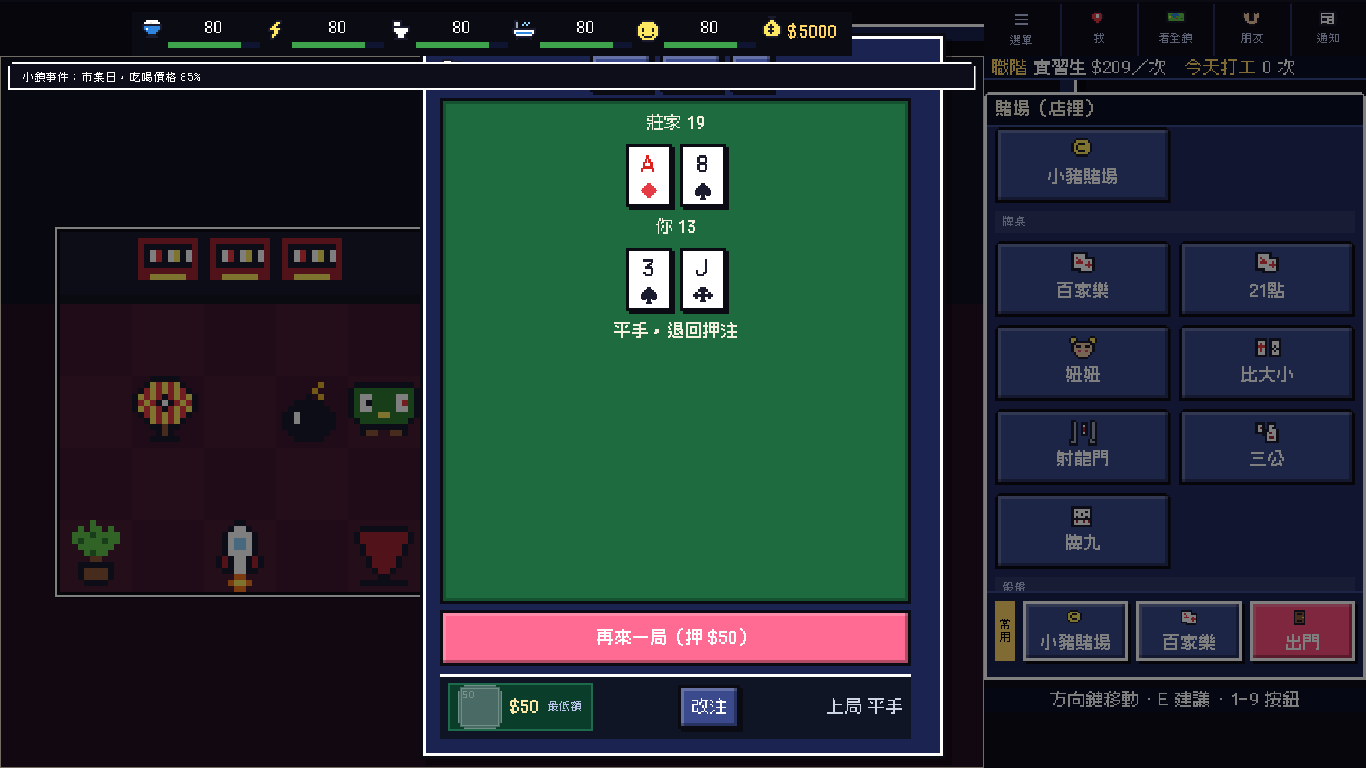 80
80
80
80
80
$5000
選單
我
看全鎮
朋友
通知
職階 實習生 $209／次 今天打工 0 次
小鎮事件：市集日，吃喝價格 85%
賭場（店裡）
小豬賭場
牌桌
百家樂
21點
妞妞
比大小
射龍門
三公
牌九
骰盤
常用
小豬賭場
百家樂
出門
方向鍵移動 · E 建議 · 1-9 按鈕
莊家 19
A
8
你 13
3
J
平手，退回押注
再來一局（押 $50）
50
$50 最低額
改注
上局 平手